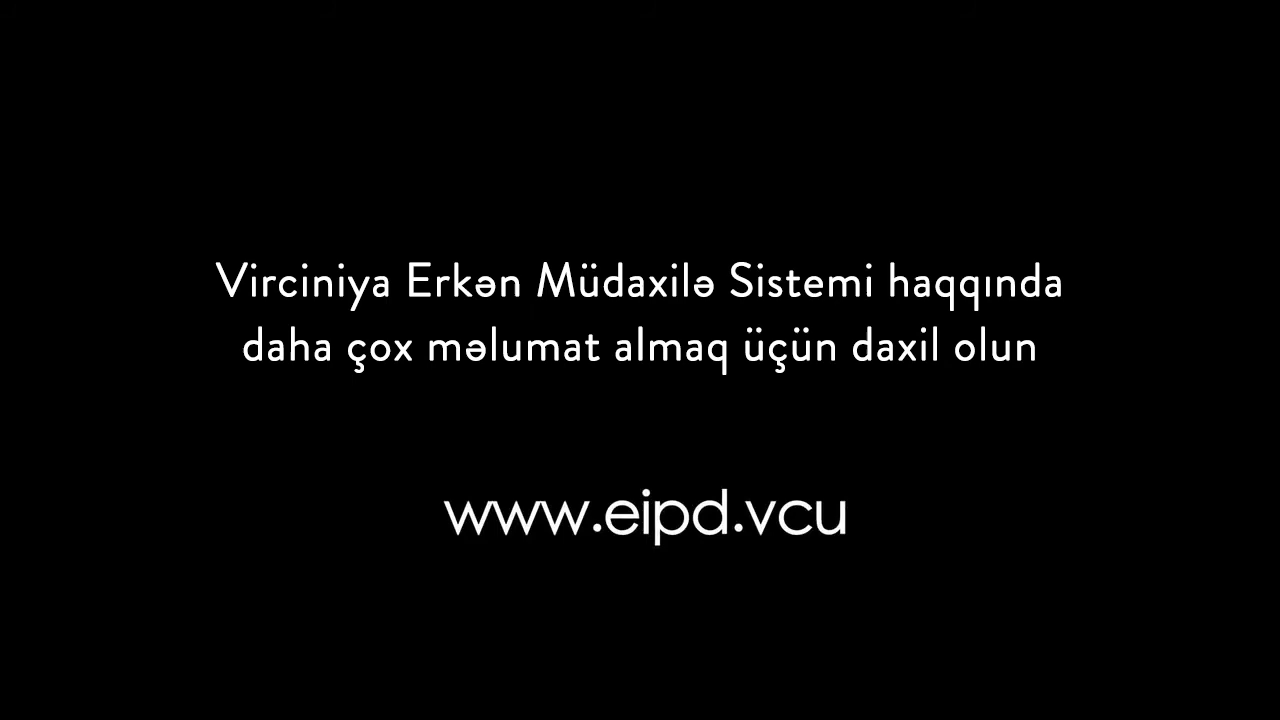 Virciniya Erkən Müdaxilə Sistemi haqqında
daha çox məlumat almaq üçün daxil olun
www.eipd.vcu